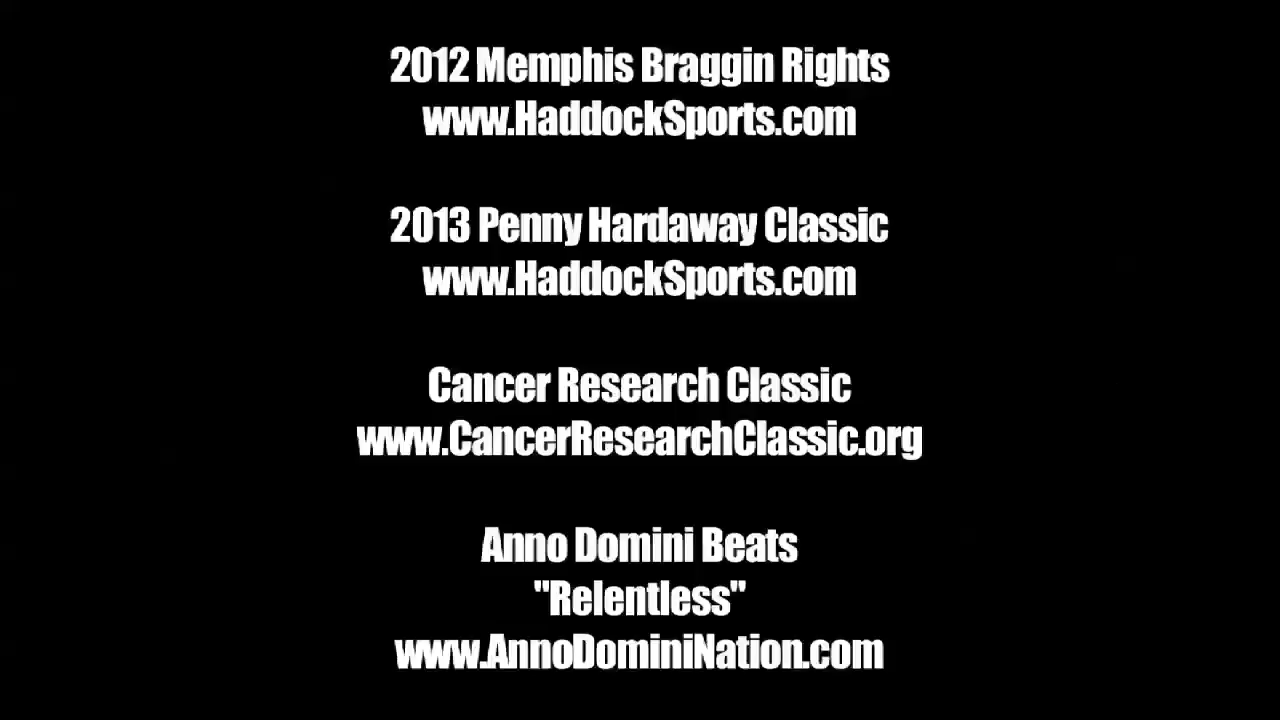 2012 Memphis Braggin Rights
www.HaddockSports.com
2013 Penny Hardaway Classic
www.HaddockSports.com
Cancer Research Classic
www.CancerResearchClassic.org
Anno Domini Beats
"Relentless"
www.AnnoDominiNation.com